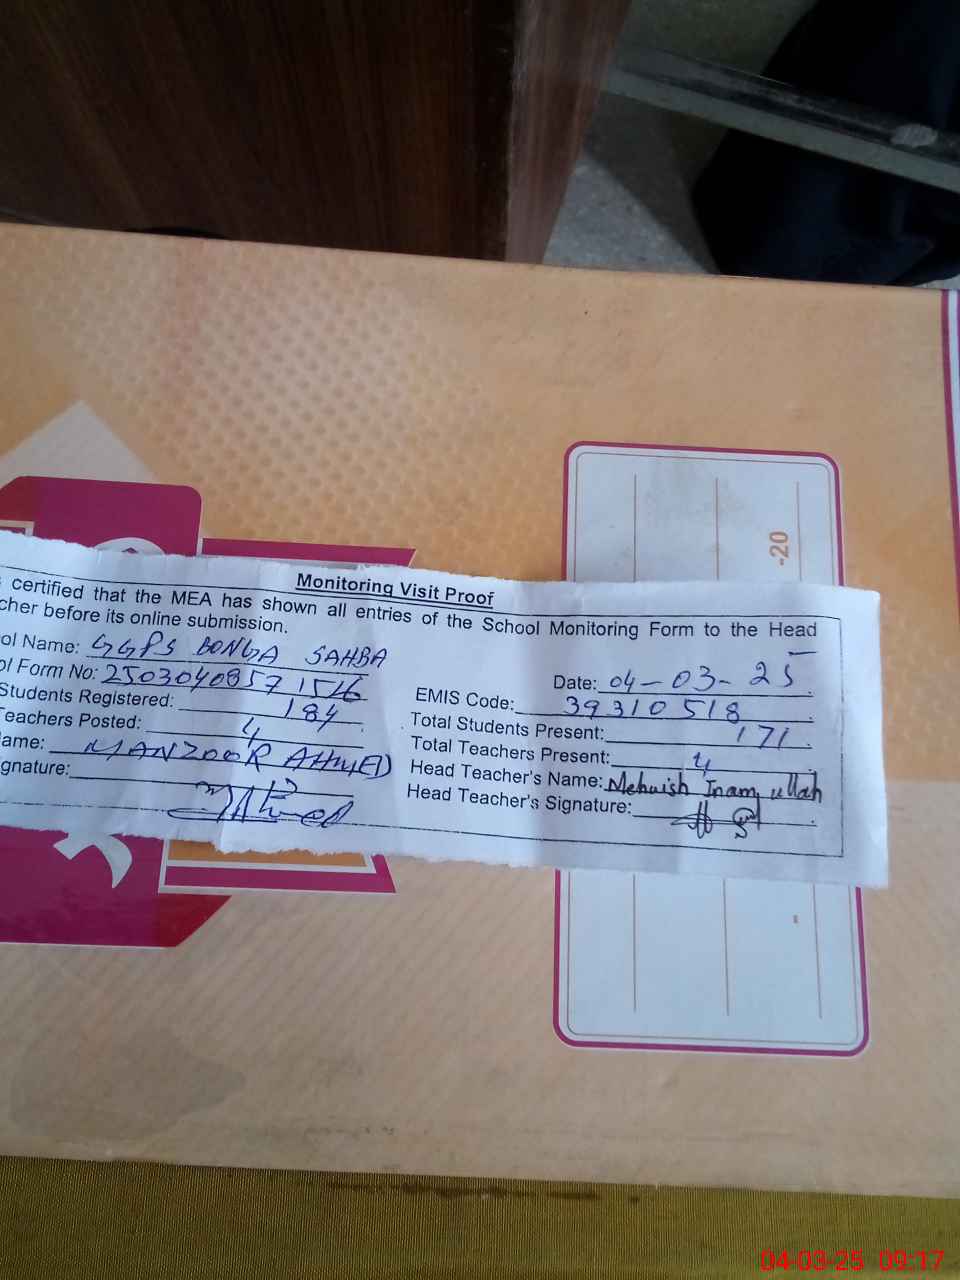 -20
Monitoring Visit Proof
certified that the MEA has shown all entries of the School Monitoring Form to the Head
cher before its online submission.
ol Name: GGPS BONGA SAHBA
Date: 04-03-25
ol Form No: 25030408571516
EMIS Code: 39310518
Students Registered: 184
Total Students Present: 171
Teachers Posted: 4
Total Teachers Present: 4
ame: MANZOOR AHMED
Head Teacher's Name: Mehwish Inam ullah
gnature:
Head Teacher's Signature:
04-03-25 09:17